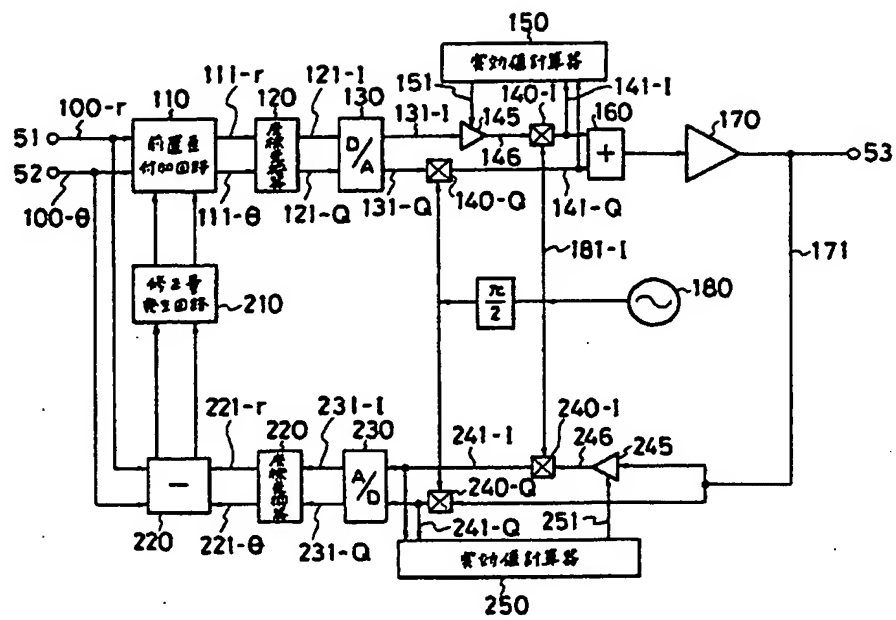 150
実効値計算器
110
111-r
120
121-I
130
151
140-I
141-I
160
170
100-r
131-I
145
51
前置量
付加回路
座標変換器
D/A
146
+
53
52
100-θ
111-θ
121-Q
131-Q
140-Q
141-Q
181-I
171
修正量
発生回路
210
π/2
180
221-r
220
231-I
230
241-I
240-I
246
245
−
座標変換器
A/D
240-Q
220
221-θ
231-Q
241-Q
251
実効値計算器
250